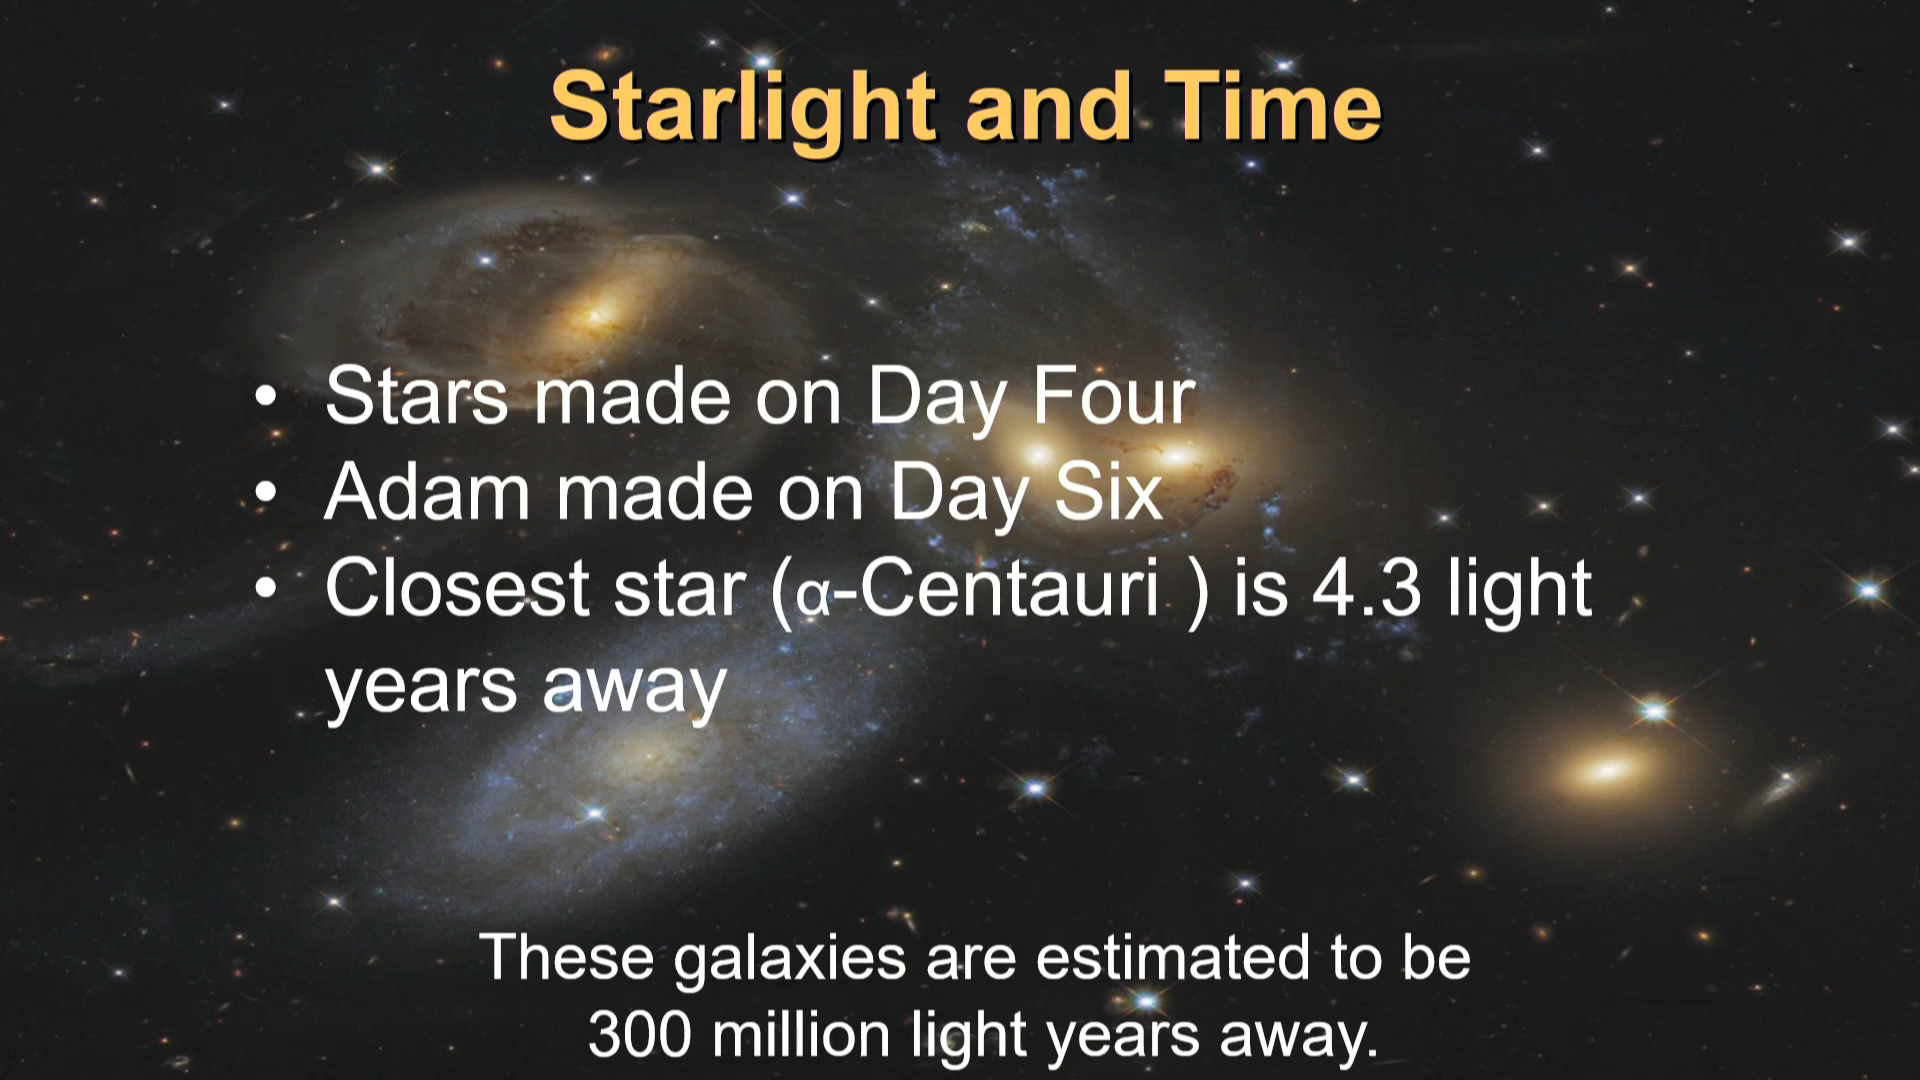 Starlight and Time
• Stars made on Day Four
• Adam made on Day Six
• Closest star (α-Centauri ) is 4.3 light
years away
These galaxies are estimated to be
300 million light years away.